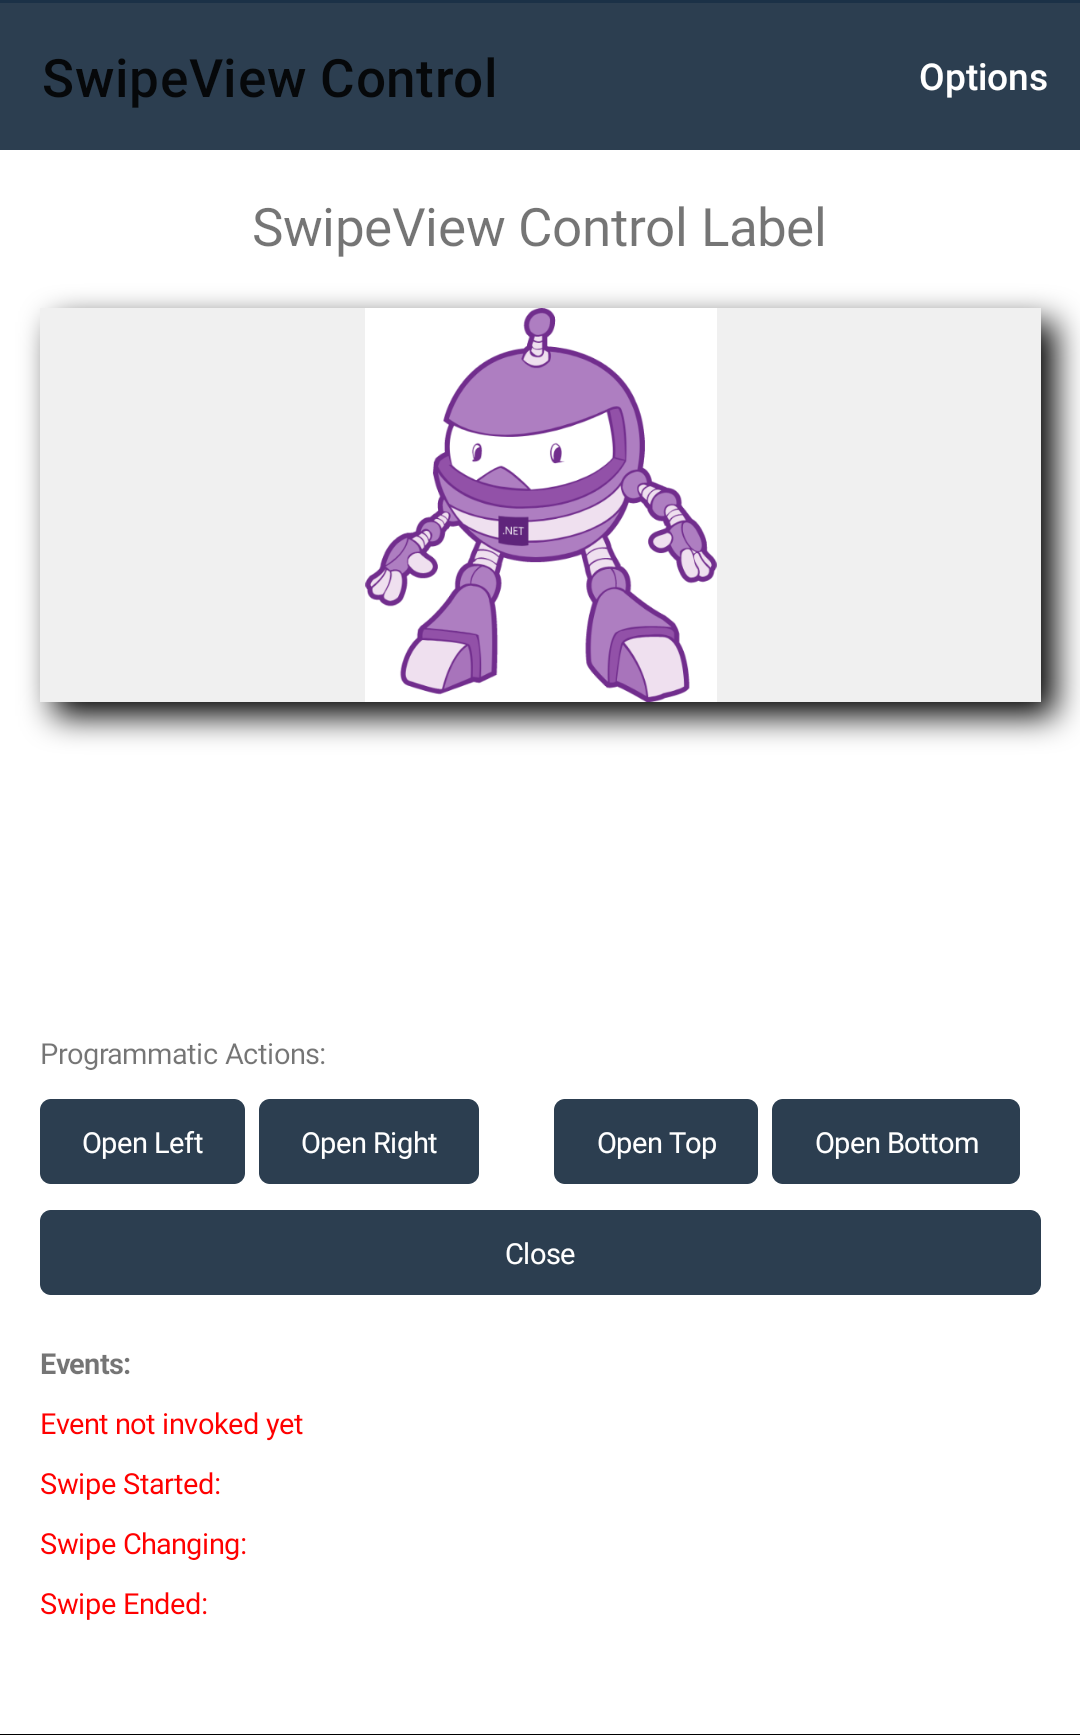 SwipeView Control
Options
SwipeView Control Label
.NET
Programmatic Actions:
Open Left
Open Right
Open Top
Open Bottom
Close
Events:
Event not invoked yet
Swipe Started:
Swipe Changing:
Swipe Ended: